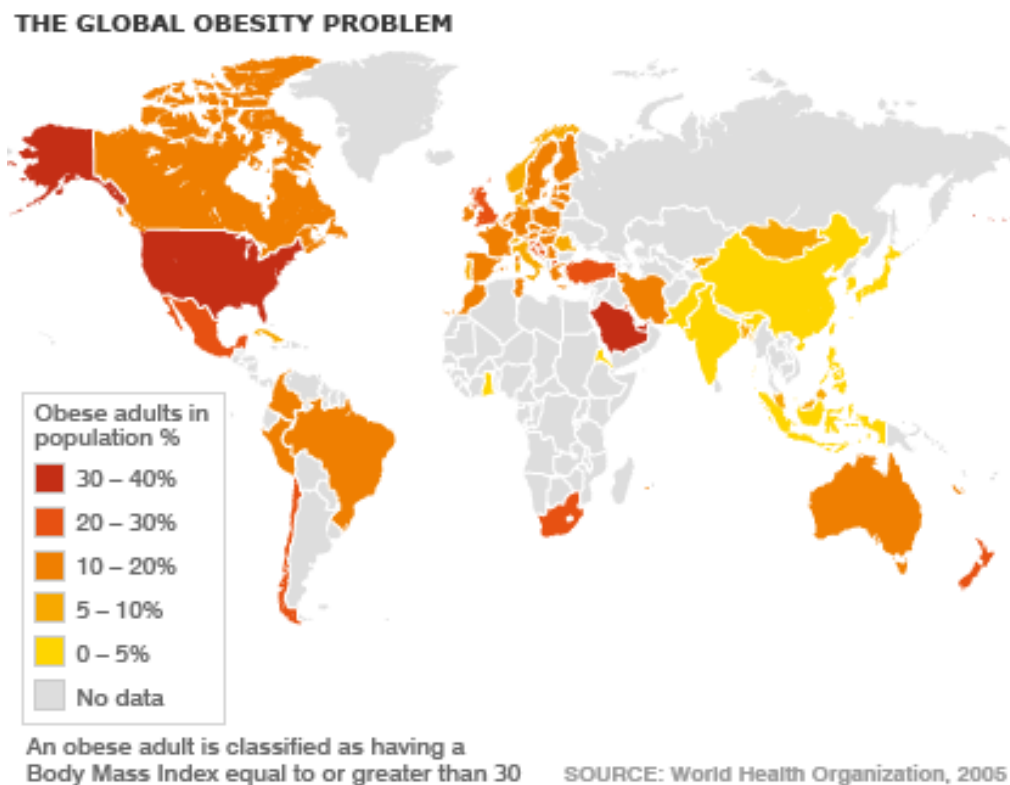 THE GLOBAL OBESITY PROBLEM
Obese adults in
population %
30 – 40%
20 – 30%
10 – 20%
5 – 10%
0 – 5%
No data
An obese adult is classified as having a
Body Mass Index equal to or greater than 30
SOURCE: World Health Organization, 2005